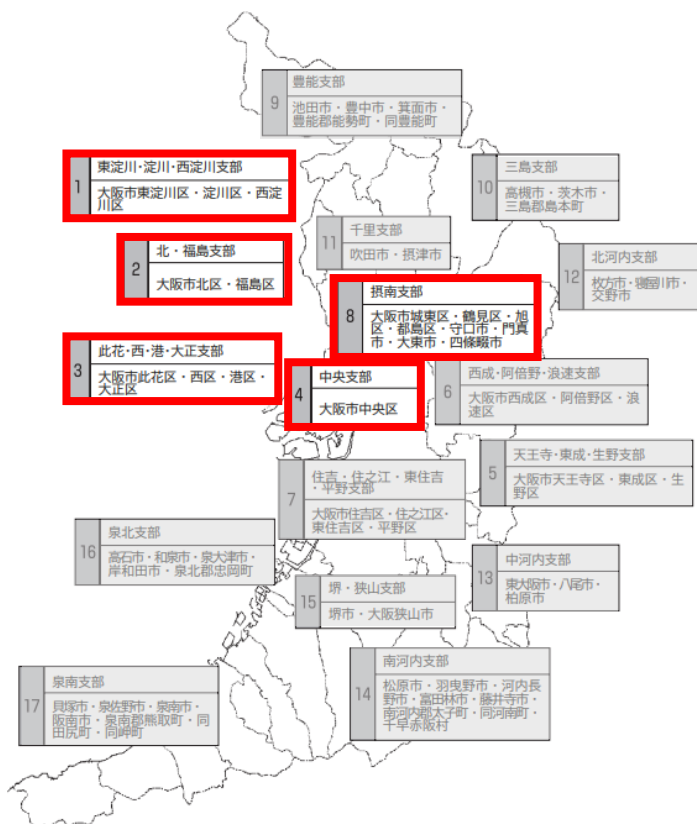 9
豊能支部
池田市・豊中市・箕面市・
豊能郡能勢町・同豊能町
1
東淀川・淀川・西淀川支部
大阪市東淀川区・淀川区・西淀
川区
10
三島支部
高槻市・茨木市・
三島郡島本町
11
千里支部
吹田市・摂津市
2
北・福島支部
大阪市北区・福島区
12
北河内支部
枚方市・寝屋川市・
交野市
8
摂南支部
大阪市城東区・鶴見区・旭
区・都島区・守口市・門真
市・大東市・四條畷市
3
此花・西・港・大正支部
大阪市此花区・西区・港区・
大正区
4
中央支部
大阪市中央区
6
西成・阿倍野・浪速支部
大阪市西成区・阿倍野区・浪
速区
5
天王寺・東成・生野支部
大阪市天王寺区・東成区・生
野区
7
住吉・住之江・東住吉
・平野支部
大阪市住吉区・住之江区・
東住吉区・平野区
16
泉北支部
高石市・和泉市・泉大津市・
岸和田市・泉北郡忠岡町
13
中河内支部
東大阪市・八尾市・
柏原市
15
堺・狭山支部
堺市・大阪狭山市
14
南河内支部
松原市・羽曳野市・河内長
野市・富田林市・藤井寺市・
南河内郡太子町・同河南町・
千早赤阪村
17
泉南支部
貝塚市・泉佐野市・泉南市・
阪南市・泉南郡熊取町・同
田尻町・同岬町